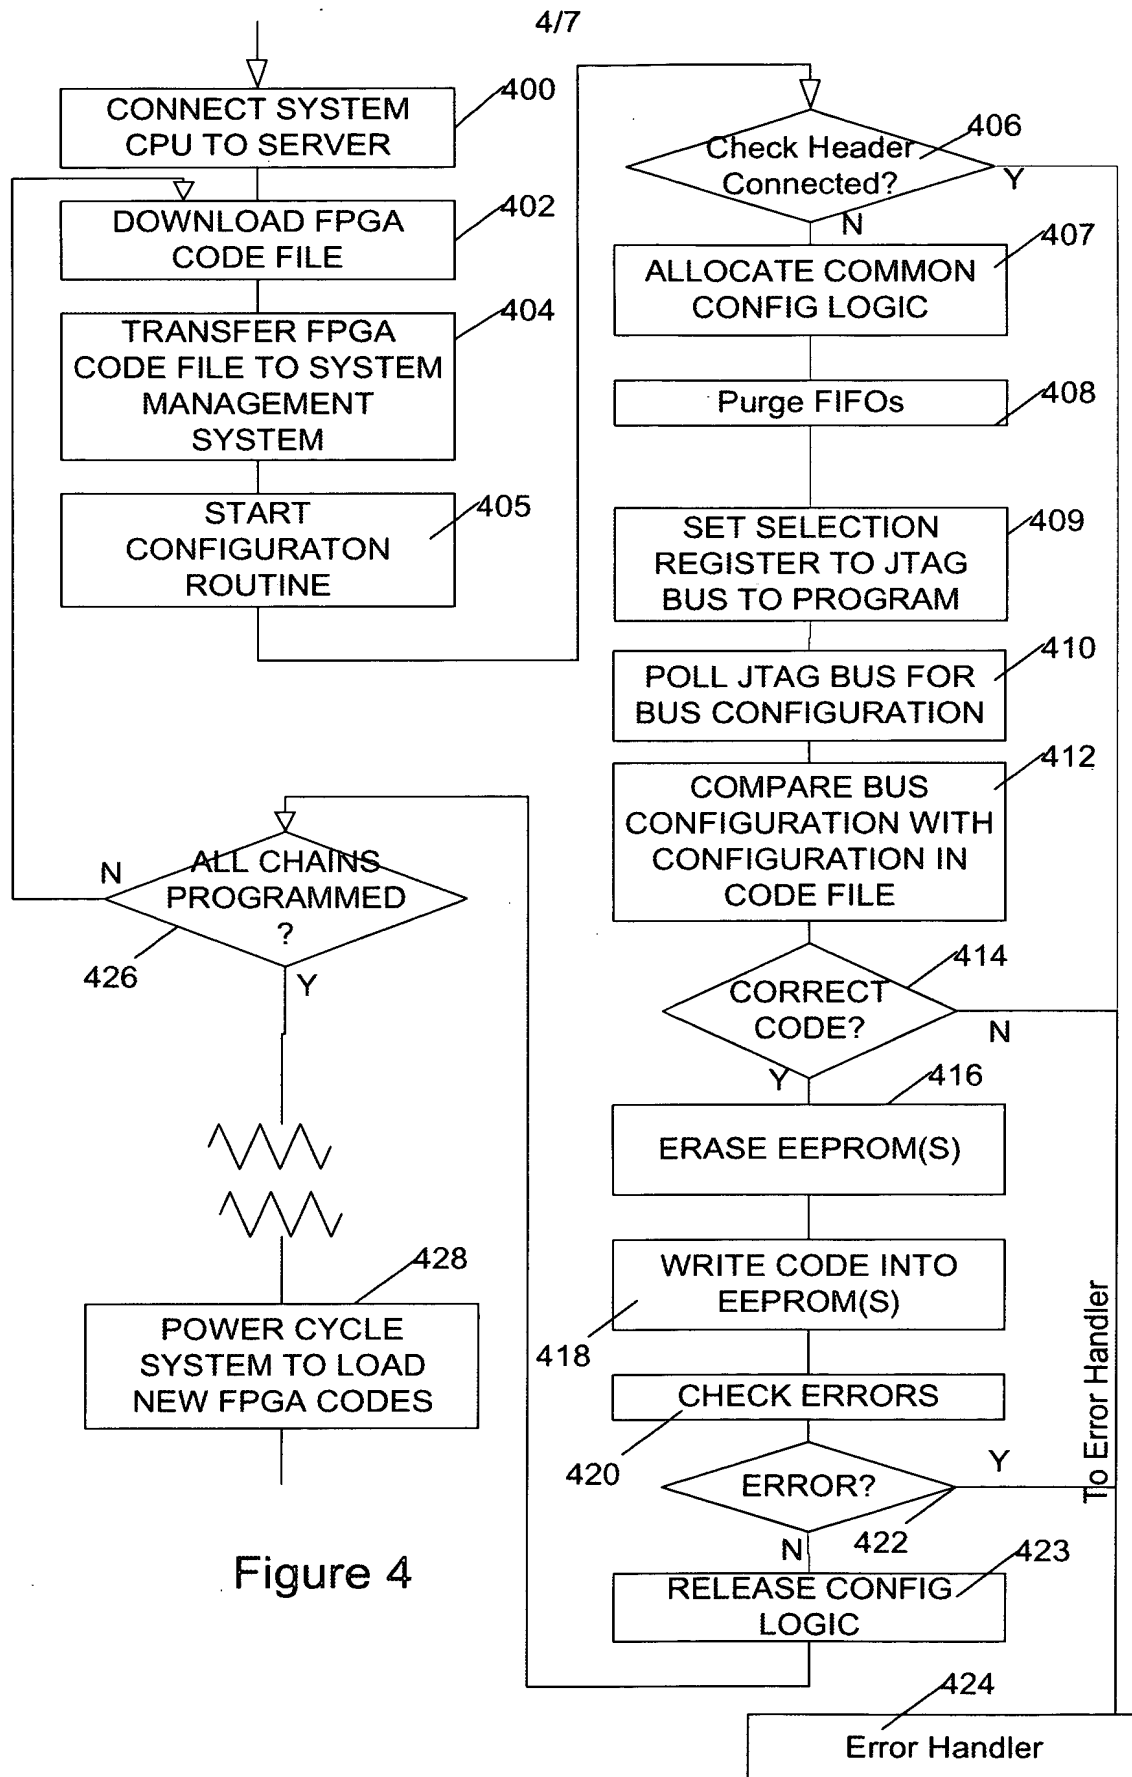 4/7
CONNECT SYSTEM
CPU TO SERVER
400
DOWNLOAD FPGA
CODE FILE
402
TRANSFER FPGA
CODE FILE TO SYSTEM
MANAGEMENT
SYSTEM
404
START
CONFIGURATON
ROUTINE
405
Check Header
Connected?
406
Y
N
ALLOCATE COMMON
CONFIG LOGIC
407
Purge FIFOs
408
SET SELECTION
REGISTER TO JTAG
BUS TO PROGRAM
409
POLL JTAG BUS FOR
BUS CONFIGURATION
410
COMPARE BUS
CONFIGURATION WITH
CONFIGURATION IN
CODE FILE
412
CORRECT
CODE?
414
N
Y
ERASE EEPROM(S)
416
WRITE CODE INTO
EEPROM(S)
418
CHECK ERRORS
420
ERROR?
422
Y
N
RELEASE CONFIG
LOGIC
423
To Error Handler
424
Error Handler
ALL CHAINS
PROGRAMMED
?
N
426
Y
428
POWER CYCLE
SYSTEM TO LOAD
NEW FPGA CODES
Figure 4